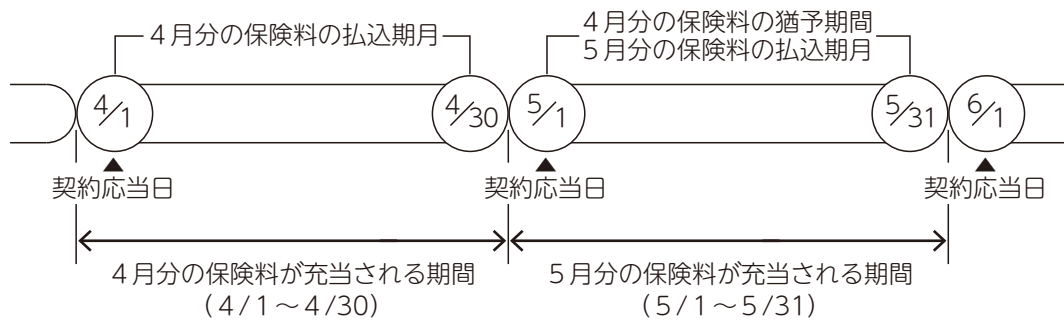 4月分の保険料の払込期月
4月分の保険料の猶予期間
5月分の保険料の払込期月
4/1
4/30
5/1
5/31
6/1
契約応当日
契約応当日
契約応当日
4月分の保険料が充当される期間
(4/1～4/30)
5月分の保険料が充当される期間
(5/1～5/31)